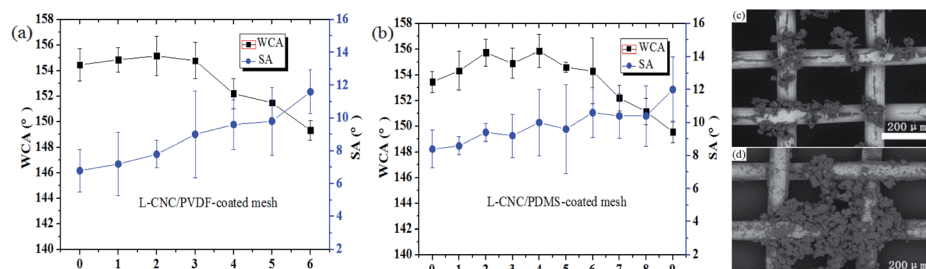 (a)
WCA
SA
158
156
154
152
150
148
146
144
142
140
WCA (°)
16
14
12
10
8
6
4
2
SA (°)
L-CNC/PVDF-coated mesh
0 1 2 3 4 5 6
(b)
WCA
SA
158
156
154
152
150
148
146
144
142
140
WCA (°)
16
14
12
10
8
6
4
2
SA (°)
L-CNC/PDMS-coated mesh
0 1 2 3 4 5 6 7 8 9
(c)
200 μm
(d)
200 μm